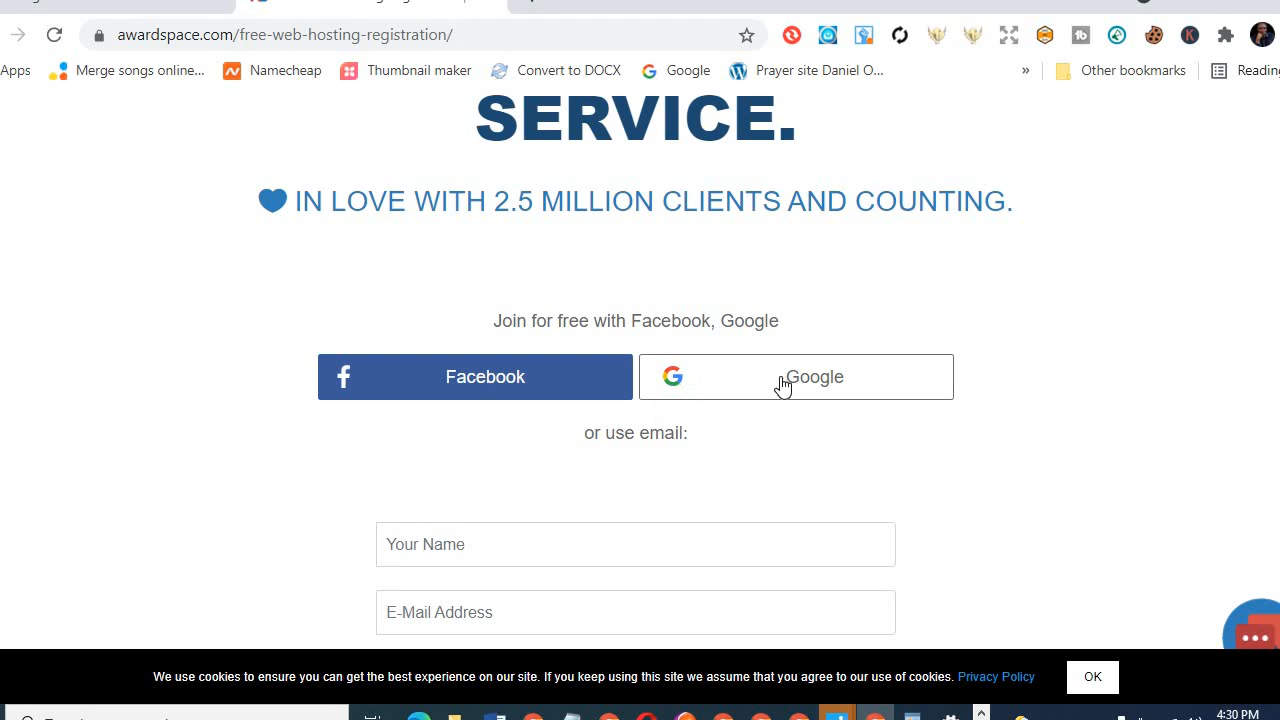 awardspace.com/free-web-hosting-registration/
Apps Merge songs online... Namecheap Thumbnail maker Convert to DOCX Google Prayer site Daniel O... » Other bookmarks Reading
SERVICE.
IN LOVE WITH 2.5 MILLION CLIENTS AND COUNTING.
Join for free with Facebook, Google
Facebook Google
or use email:
Your Name
E-Mail Address
We use cookies to ensure you can get the best experience on our site. If you keep using this site we assume that you agree to our use of cookies. Privacy Policy OK
4:30 PM